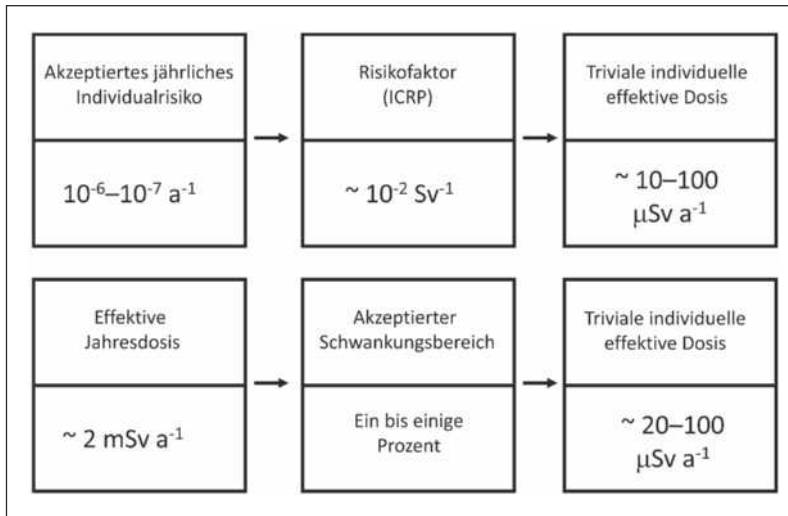 Akzeptiertes jährliches
Individualrisiko
10⁻⁶–10⁻⁷ a⁻¹
Risikofaktor
(ICRP)
~ 10⁻² Sv⁻¹
Triviale individuelle
effektive Dosis
~ 10–100
µSv a⁻¹
Effektive
Jahresdosis
~ 2 mSv a⁻¹
Akzeptierter
Schwankungsbereich
Ein bis einige
Prozent
Triviale individuelle
effektive Dosis
~ 20–100
µSv a⁻¹